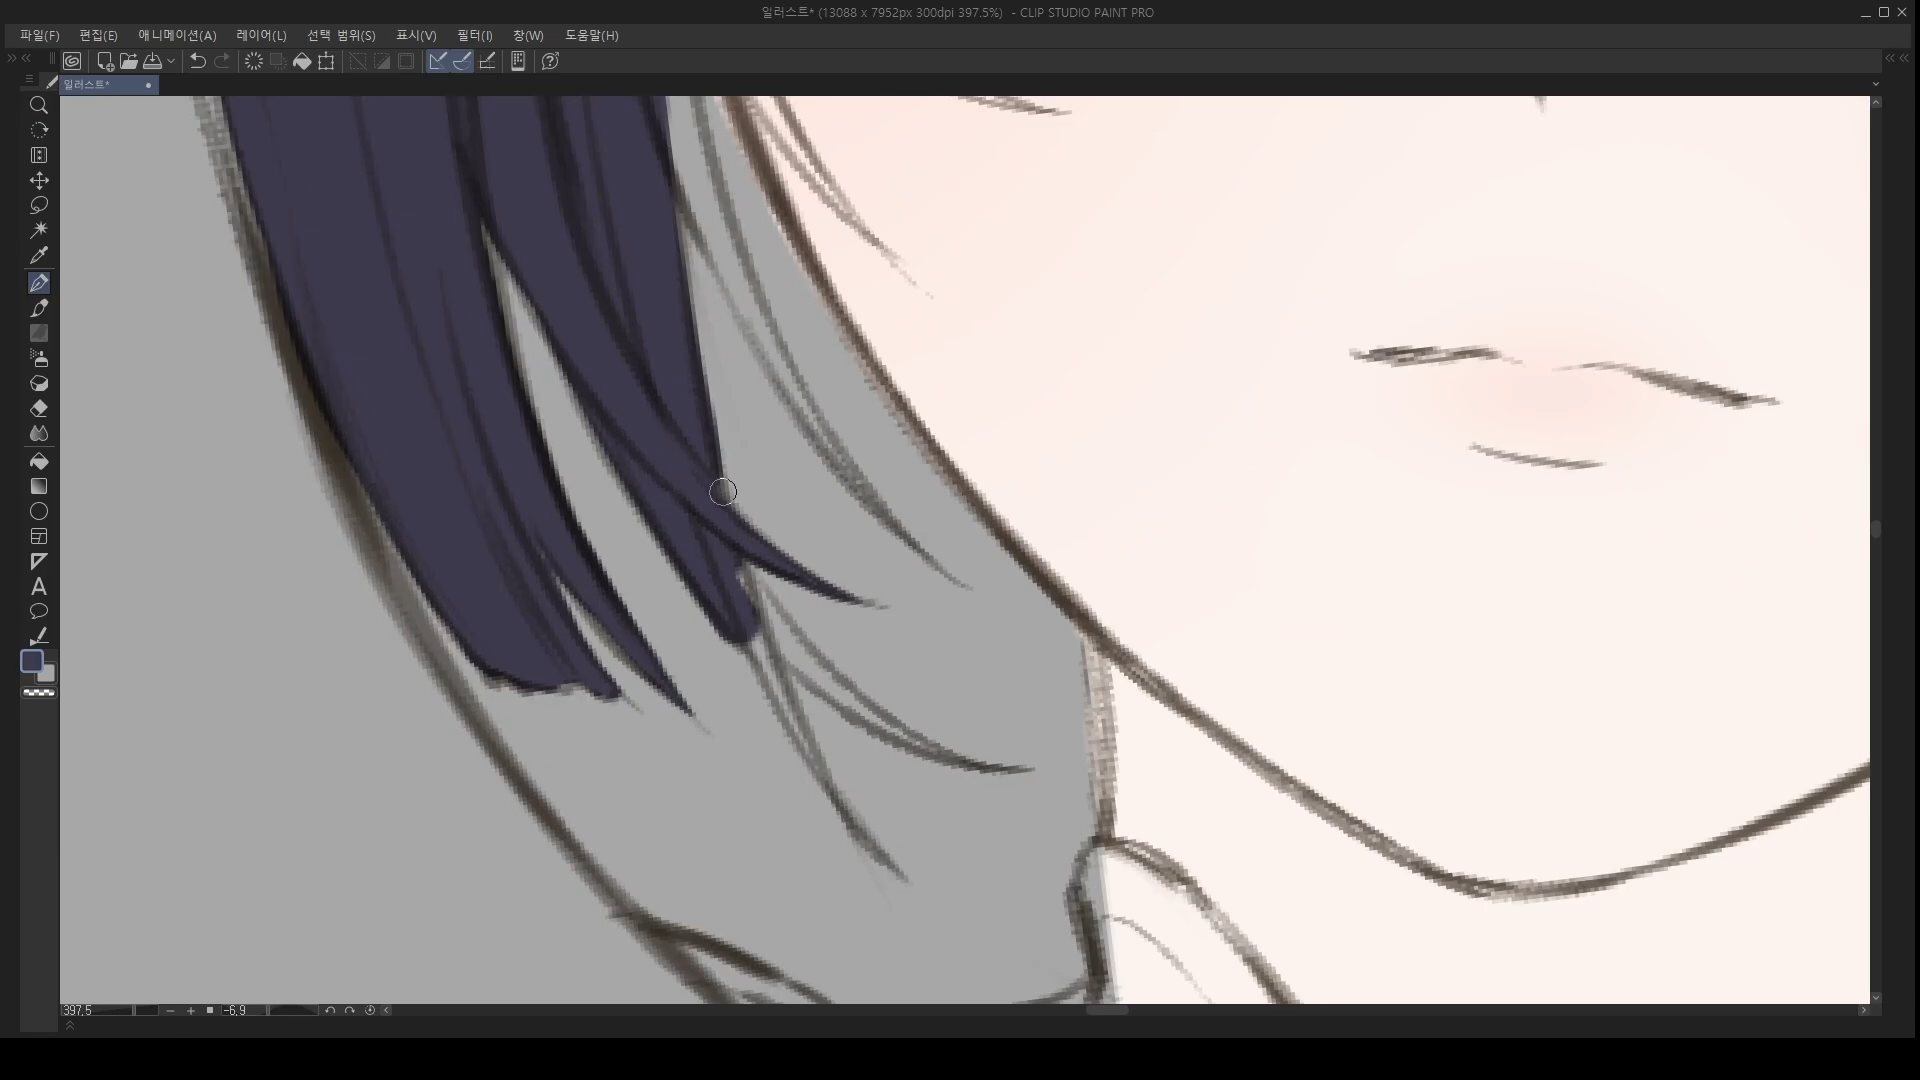 일러스트* (13088 x 7952px 300dpi 397.5%) - CLIP STUDIO PAINT PRO
파일(F) 편집(E) 애니메이션(A) 레이어(L) 선택 범위(S) 표시(V) 필터(I) 창(W) 도움말(H)
일러스트*
A
397.5
-6.9